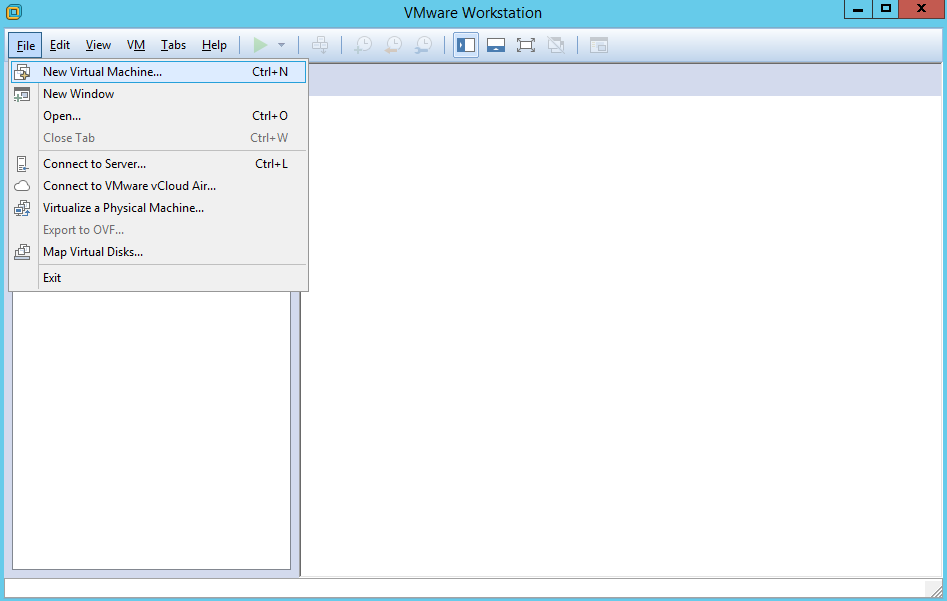 VMware Workstation
File Edit View VM Tabs Help
New Virtual Machine... Ctrl+N
New Window
Open... Ctrl+O
Close Tab Ctrl+W
Connect to Server... Ctrl+L
Connect to VMware vCloud Air...
Virtualize a Physical Machine...
Export to OVF...
Map Virtual Disks...
Exit